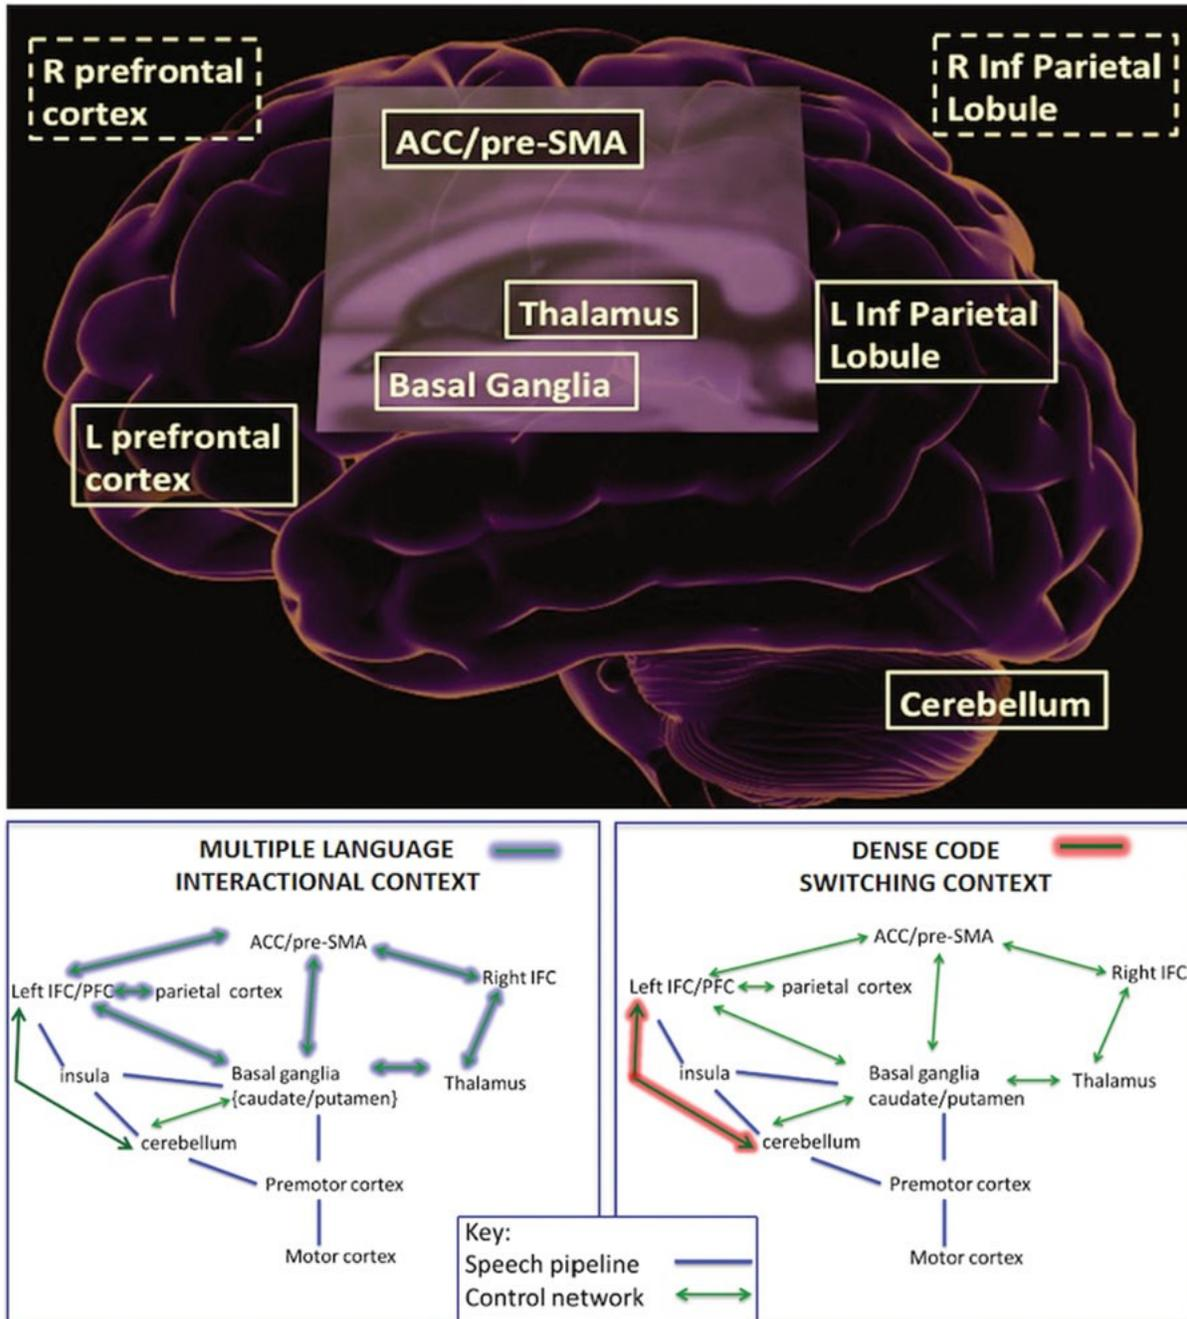 R prefrontal
cortex
R Inf Parietal
Lobule
ACC/pre-SMA
Thalamus
L Inf Parietal
Lobule
Basal Ganglia
L prefrontal
cortex
Cerebellum
MULTIPLE LANGUAGE
INTERACTIONAL CONTEXT
ACC/pre-SMA
Left IFC/PFC
parietal cortex
Right IFC
insula
Basal ganglia
{caudate/putamen}
Thalamus
cerebellum
Premotor cortex
Motor cortex
DENSE CODE
SWITCHING CONTEXT
ACC/pre-SMA
Left IFC/PFC
parietal cortex
Right IFC
insula
Basal ganglia
caudate/putamen
Thalamus
cerebellum
Premotor cortex
Motor cortex
Key:
Speech pipeline
Control network